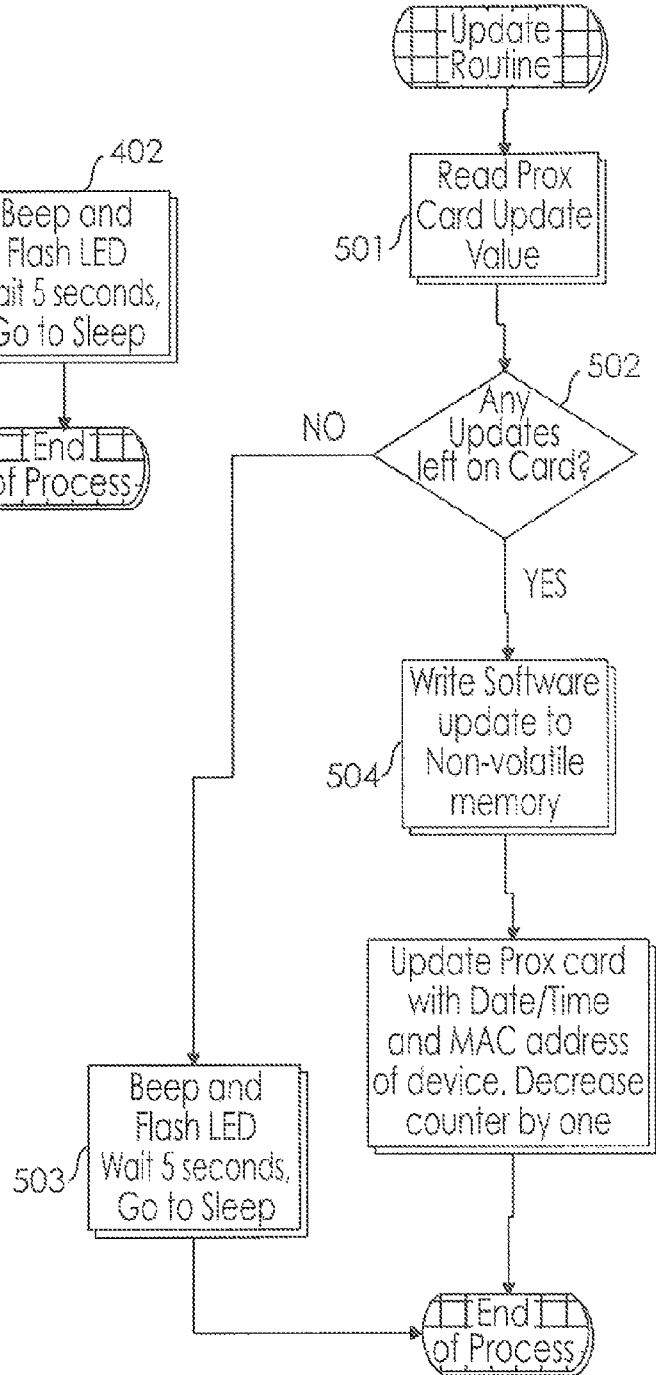 Update
Routine
402
Beep and
Flash LED
ait 5 seconds,
Go to Sleep
End
of Process
501
Read Prox
Card Update
Value
502
Any
Updates
left on Card?
NO
YES
504
Write Software
update to
Non-volatile
memory
Update Prox card
with Date/Time
and MAC address
of device. Decrease
counter by one
503
Beep and
Flash LED
Wait 5 seconds,
Go to Sleep
End
of Process